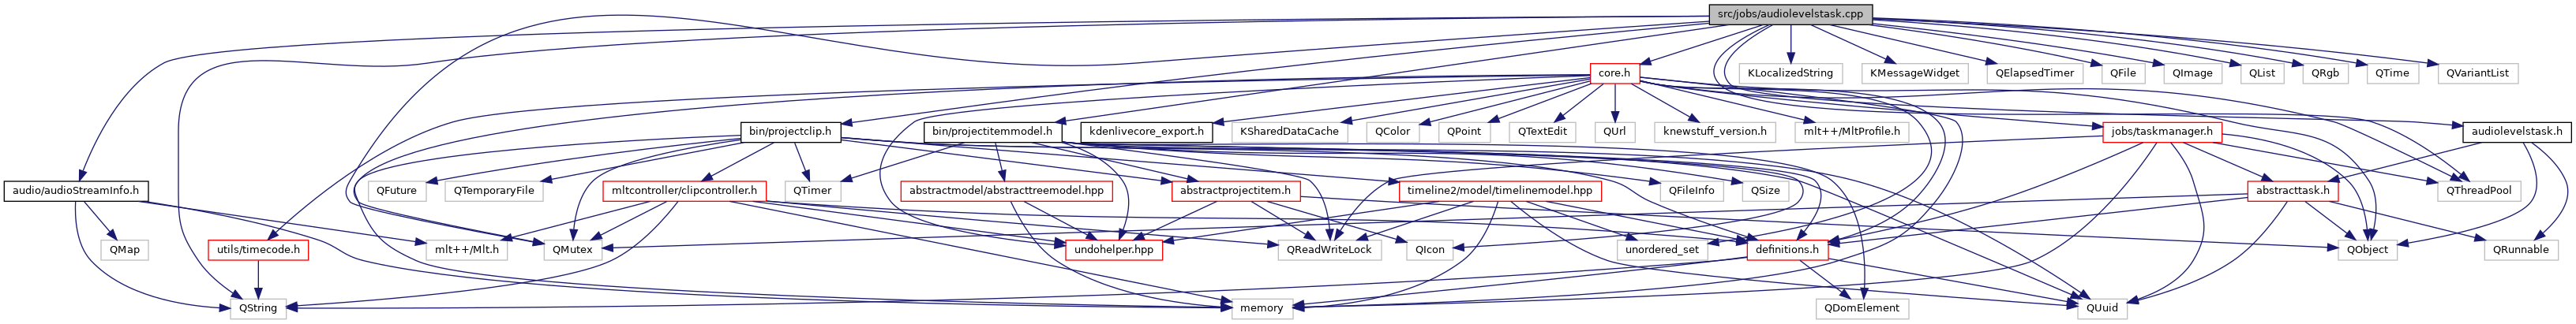 src/jobs/audiolevelstask.cpp
core.h
KLocalizedString
KMessageWidget
QElapsedTimer
QFile
QImage
QList
QRgb
QTime
QVariantList
bin/projectclip.h
bin/projectitemmodel.h
kdenlivecore_export.h
KSharedDataCache
QColor
QPoint
QTextEdit
QUrl
knewstuff_version.h
mlt++/MltProfile.h
jobs/taskmanager.h
audiolevelstask.h
audio/audioStreamInfo.h
QFuture
QTemporaryFile
mltcontroller/clipcontroller.h
QTimer
abstractmodel/abstracttreemodel.hpp
abstractprojectitem.h
timeline2/model/timelinemodel.hpp
QFileInfo
QSize
abstracttask.h
QThreadPool
QMap
utils/timecode.h
mlt++/Mlt.h
QMutex
undohelper.hpp
QReadWriteLock
QIcon
unordered_set
definitions.h
QObject
QRunnable
QString
memory
QDomElement
QUuid